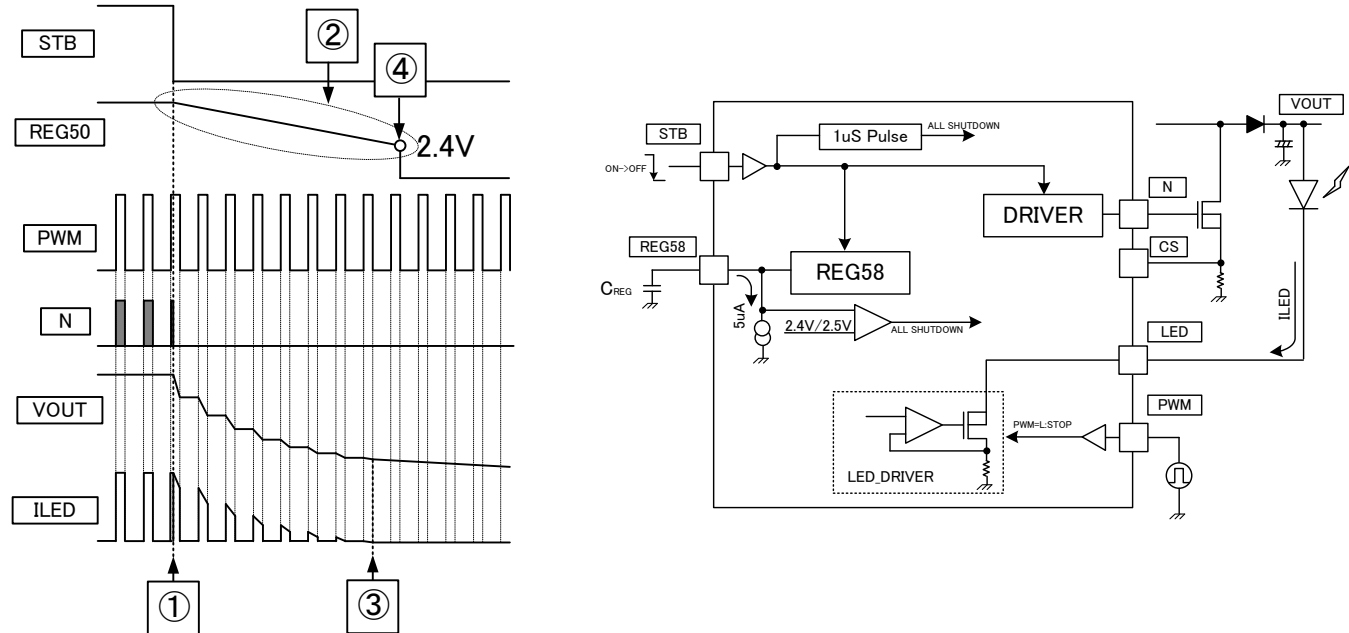 STB
②
④
REG50
2.4V
PWM
N
VOUT
ILED
①
③
VOUT
STB
1uS Pulse
ALL SHUTDOWN
ON->OFF
N
DRIVER
REG58
CS
REG58
CREG
5uA
2.4V/2.5V
ALL SHUTDOWN
ILED
LED
PWM
PWM=L:STOP
LED_DRIVER